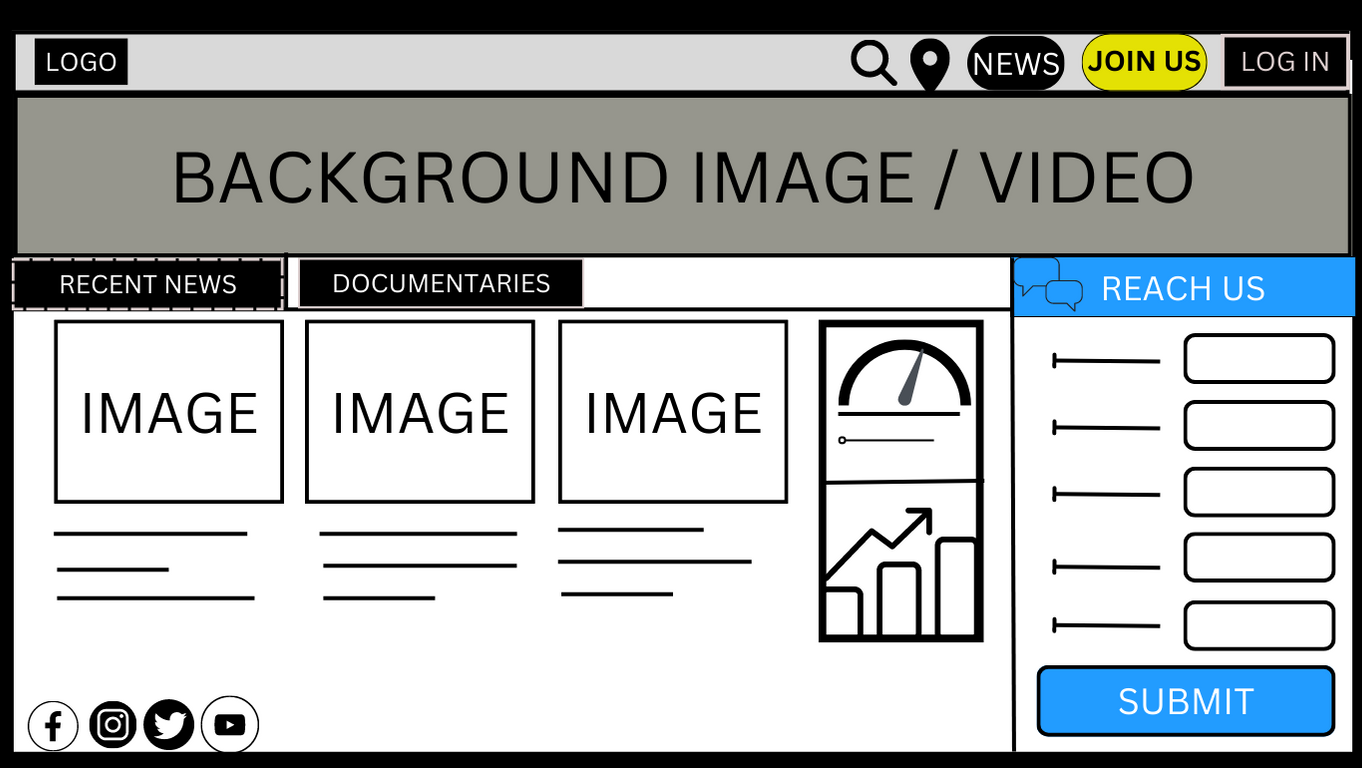 LOGO
NEWS
JOIN US
LOG IN
BACKGROUND IMAGE / VIDEO
RECENT NEWS
DOCUMENTARIES
REACH US
IMAGE
IMAGE
IMAGE
SUBMIT